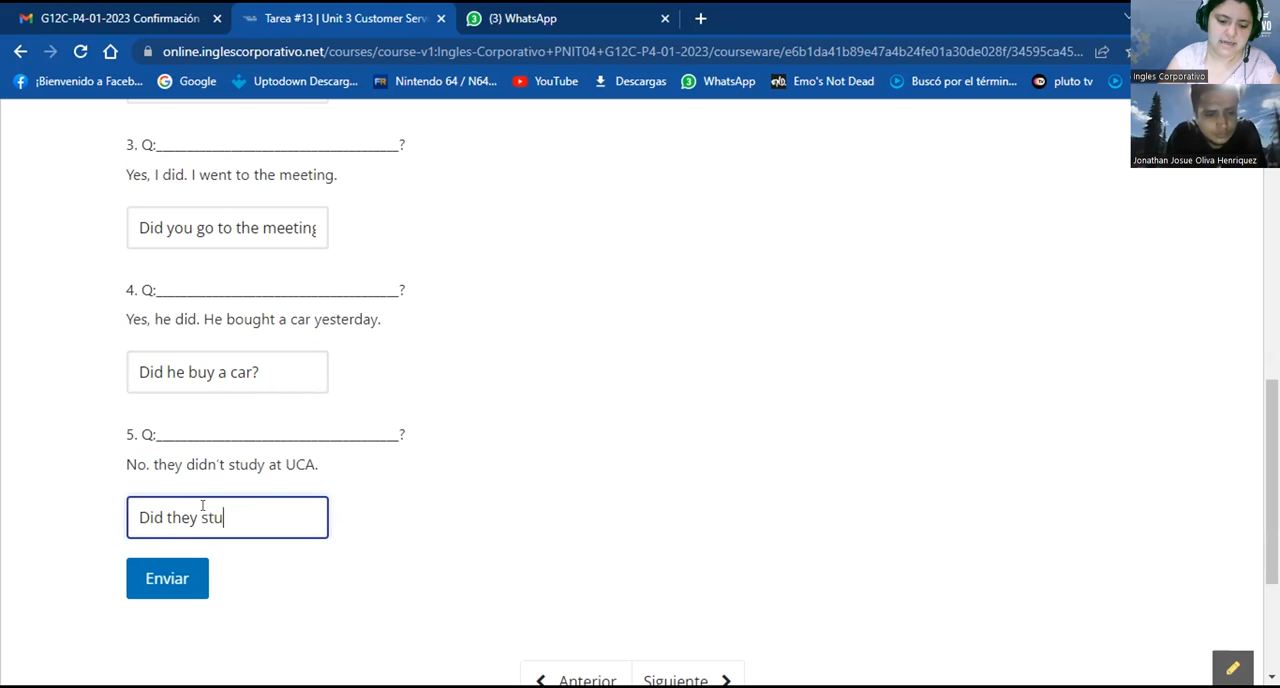 G12C-P4-01-2023 Confirmación
Tarea #13 | Unit 3 Customer Serv
(3) WhatsApp
online.inglescorporativo.net/courses/course-v1:Ingles-Corporativo+PNIT04+G12C-P4-01-2023/courseware/e6b1da41b89e47a4b24fe01a30de028f/34595ca45...
¡Bienvenido a Faceb...
Google
Uptodown Descarg...
Nintendo 64 / N64...
YouTube
Descargas
WhatsApp
Emo's Not Dead
Buscó por el términ...
pluto tv
Ingles Corporativo
Jonathan Josue Oliva Henriquez
3. Q:___________________________________?
Yes, I did. I went to the meeting.
Did you go to the meeting
4. Q:___________________________________?
Yes, he did. He bought a car yesterday.
Did he buy a car?
5. Q:___________________________________?
No. they didn't study at UCA.
Did they stu
Enviar
Anterior
Siguiente